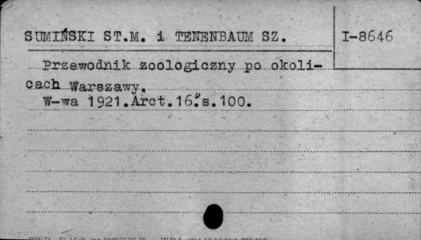 SUMIŃSKI ST.M. i TENENBAUM SZ.
I-8646
Przewodnik zoologiczny po okoli-
cach Warszawy.
W-wa 1921.Arct.16.°s.100.